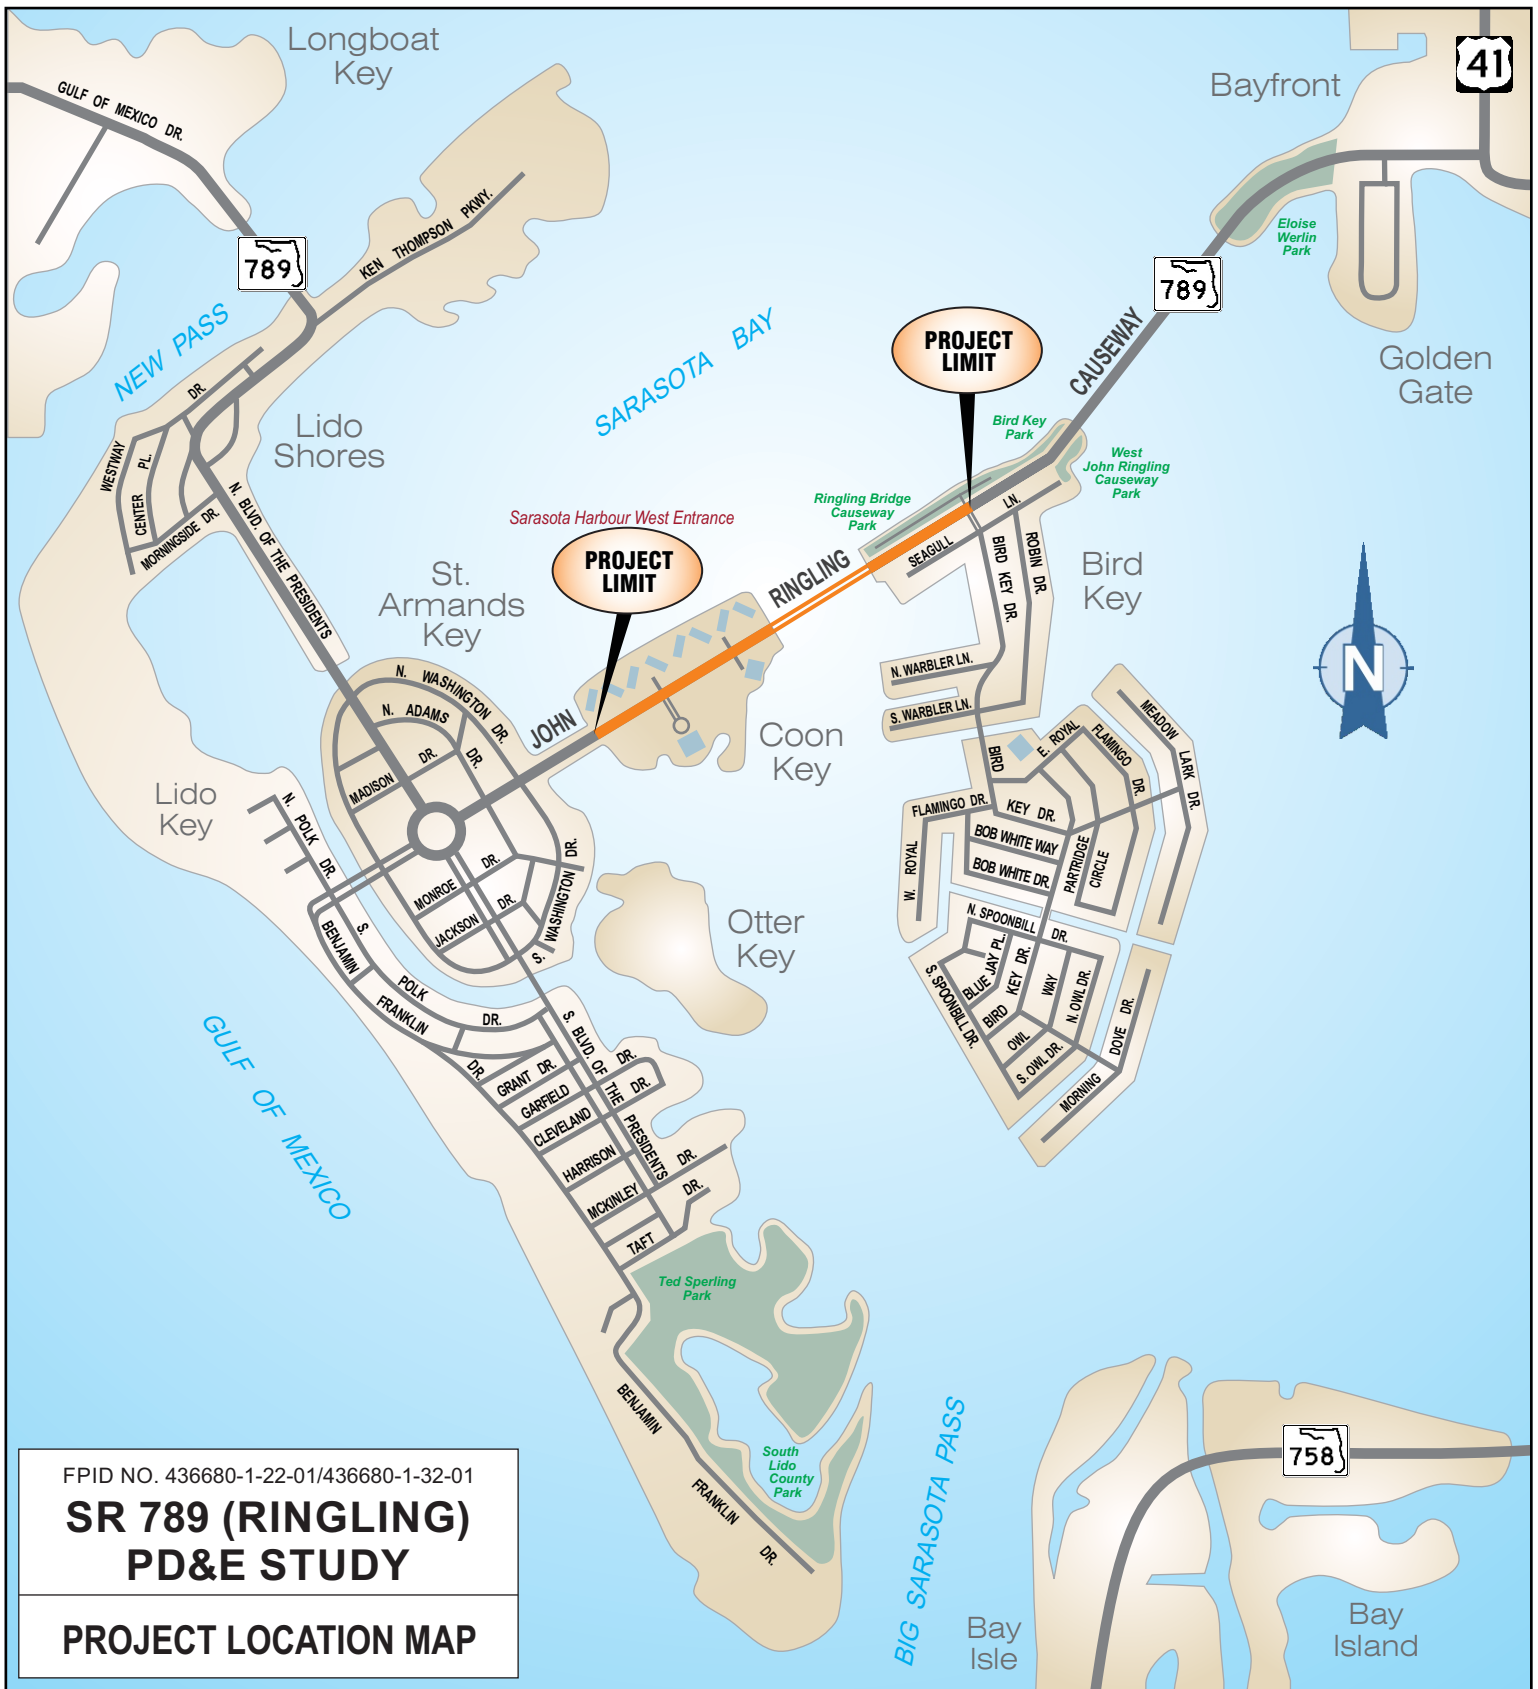 Longboat
Key
GULF OF MEXICO DR.
789
KEN THOMPSON PKWY.
NEW PASS
Bayfront
41
Eloise
Werlin
Park
789
Golden
Gate
SARASOTA BAY
PROJECT
LIMIT
CAUSEWAY
Bird Key
Park
West
John Ringling
Causeway
Park
Ringling Bridge
Causeway
Park
Lido
Shores
DR.
WESTWAY
CENTER PL.
MORNINGSIDE DR.
N. BLVD. OF THE PRESIDENTS
Sarasota Harbour West Entrance
PROJECT
LIMIT
St.
Armands
Key
JOHN
RINGLING
SEAGULL LN.
BIRD KEY DR.
ROBIN DR.
Bird
Key
N
N. WARBLER LN.
S. WARBLER LN.
N. WASHINGTON DR.
N. ADAMS DR.
MADISON DR.
Coon
Key
Lido
Key
N. POLK DR.
MONROE DR.
JACKSON DR.
S. WASHINGTON DR.
Otter
Key
BIRD KEY DR.
E. ROYAL FLAMINGO DR.
MEADOW LARK DR.
FLAMINGO DR.
W. ROYAL
BOB WHITE WAY
BOB WHITE DR.
PARTRIDGE
CIRCLE
N. SPOONBILL DR.
S. SPOONBILL DR.
BLUE JAY PL.
BIRD KEY DR.
OWL WAY
N. OWL DR.
S. OWL DR.
MORNING DOVE DR.
BENJAMIN
FRANKLIN
DR.
S. POLK DR.
GULF OF MEXICO
S. BLVD. OF THE PRESIDENTS
GRANT DR.
GARFIELD DR.
CLEVELAND DR.
HARRISON
MCKINLEY DR.
TAFT DR.
Ted Sperling
Park
BENJAMIN
FRANKLIN
DR.
South
Lido
County
Park
BIG SARASOTA PASS
758
Bay
Isle
Bay
Island
FPID NO. 436680-1-22-01/436680-1-32-01
SR 789 (RINGLING)
PD&E STUDY
PROJECT LOCATION MAP